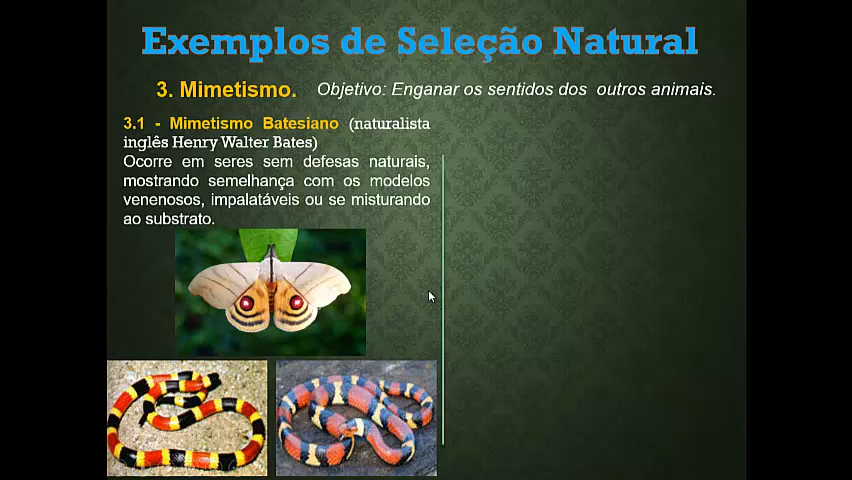 Exemplos de Seleção Natural
3. Mimetismo. Objetivo: Enganar os sentidos dos outros animais.
3.1 - Mimetismo Batesiano (naturalista
inglês Henry Walter Bates)
Ocorre em seres sem defesas naturais,
mostrando semelhança com os modelos
venenosos, impalatáveis ou se misturando
ao substrato.